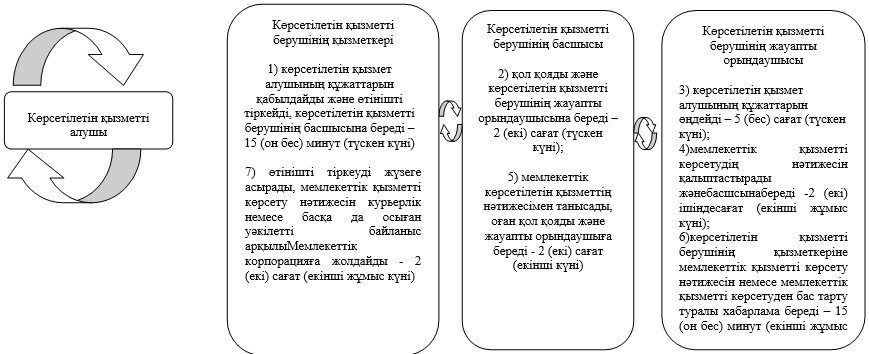 Көрсетілетін қызметті
алушы
Көрсетілетін қызметті
берушінің қызметкері
1) көрсетілетін қызмет
алушының құжаттарын
қабылдайды және өтінішті
тіркейді, көрсетілетін қызметті
берушінің басшысына береді –
15 (он бес) минут (түскен күні)
7) өтінішті тіркеуді жүзеге
асырады, мемлекеттік қызметті
көрсету нәтижесін курьерлік
немесе басқа да осыған
уәкілетті байланыс
арқылыМемлекеттік
корпорацияға жолдайды - 2
(екі) сағат (екінші жұмыс күні)
Көрсетілетін қызметті
берушінің басшысы
2) қол қояды және
көрсетілетін қызметті
берушінің жауапты
орындаушысына береді –
2 (екі) сағат (түскен
күні);
5) мемлекеттік
көрсетілетін қызметтің
нәтижесімен танысады,
оған қол қояды және
жауапты орындаушыға
береді - 2 (екі) сағат
(екінші күні)
Көрсетілетін қызметті
берушінің жауапты
орындаушысы
3) көрсетілетін қызмет
алушының құжаттарын
өңдейді – 5 (бес) сағат (түскен
күні);
4)мемлекеттік қызметті
көрсетудің нәтижесін
қалыптастырады
жәнебасшсынабереді -2 (екі)
ішіндесағат (екінші жұмыс
күні);
6)көрсетілетін қызметті
берушінің қызметкеріне
мемлекеттік қызметті көрсету
нәтижесін немесе мемлекеттік
қызметті көрсетуден бас тарту
туралы хабарлама береді – 15
(он бес) минут (екінші жұмыс